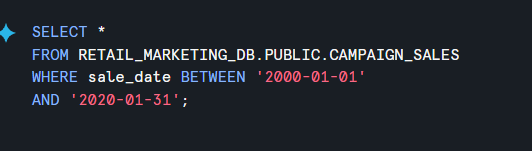 SELECT *
FROM RETAIL_MARKETING_DB.PUBLIC.CAMPAIGN_SALES
WHERE sale_date BETWEEN '2000-01-01'
AND '2020-01-31';